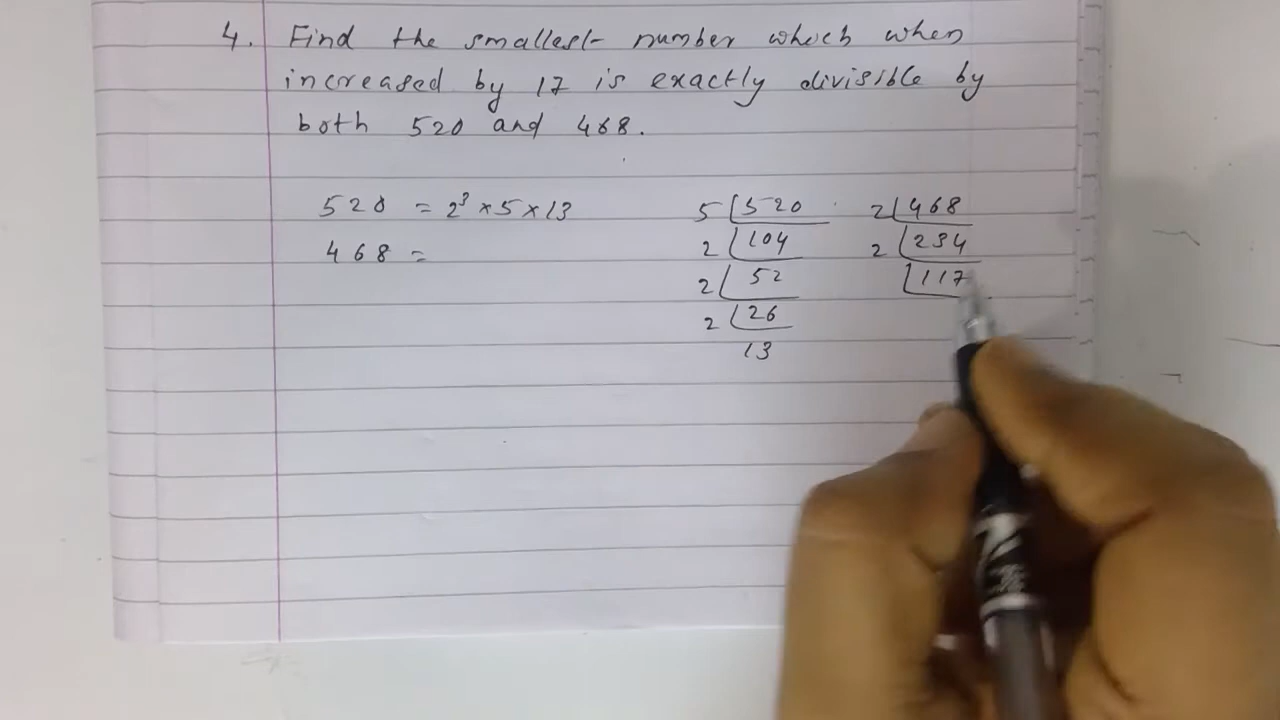 4. Find the smallest number which when
increased by 17 is exactly divisible by
both 520 and 468.
520 = 2³ × 5 × 13
468 =
5 520
2 104
2 52
2 26
13
2 468
2 234
117